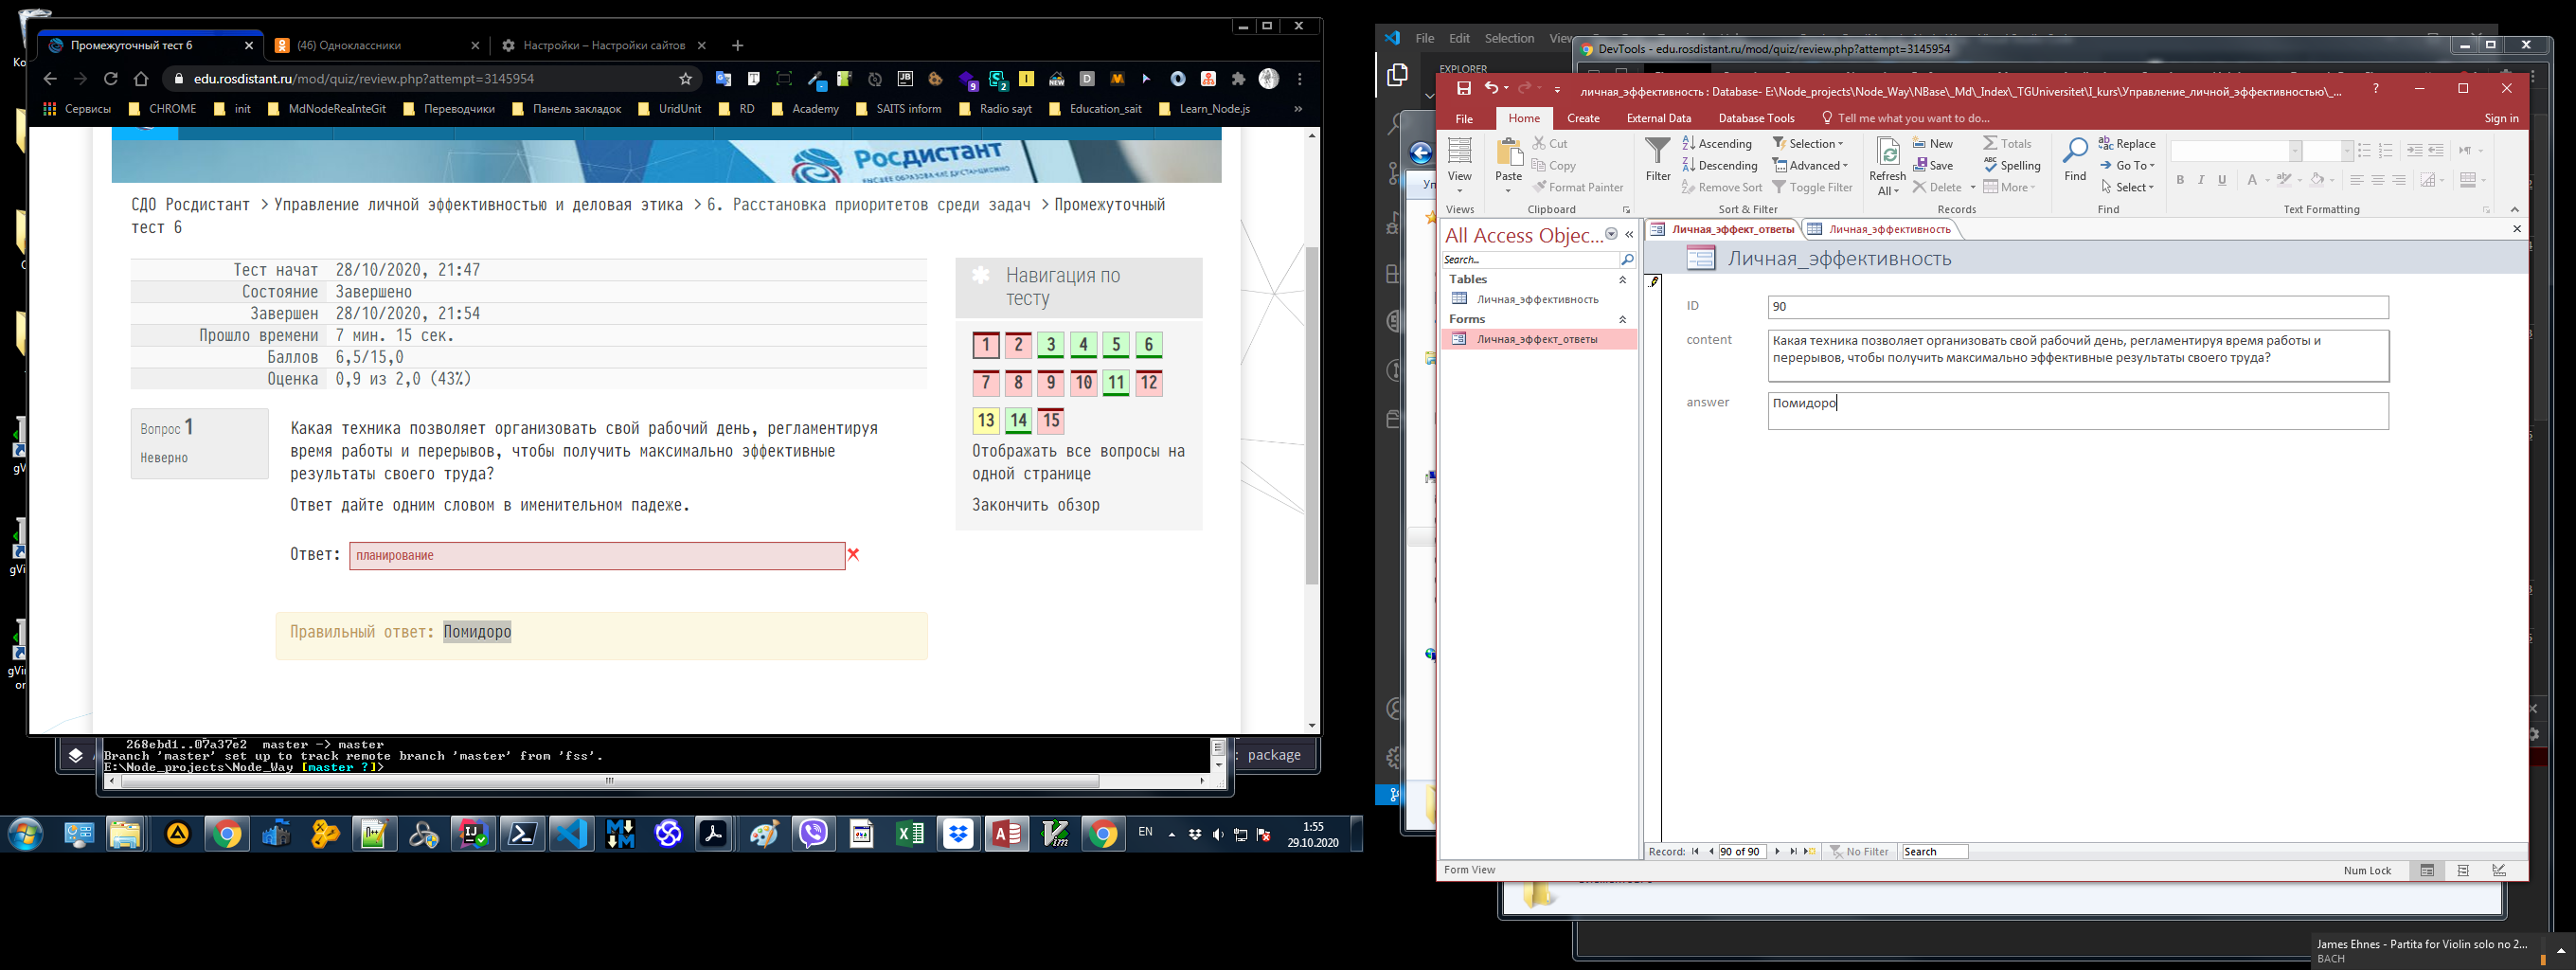 Промежуточный тест 6
(46) Одноклассники
Настройки – Настройки сайтов
edu.rosdistant.ru/mod/quiz/review.php?attempt=3145954
Сервисы
CHROME
init
MdNodeReaInteGit
Переводчики
Панель закладок
UridUnit
RD
Academy
SAITS inform
Radio sayt
Education_sait
Learn_Node.js
Росдистант
ВЫСШЕЕ ОБРАЗОВАНИЕ ДИСТАНЦИОННО
СДО Росдистант > Управление личной эффективностью и деловая этика > 6. Расстановка приоритетов среди задач > Промежуточный
тест 6
Тест начат 28/10/2020, 21:47
Состояние Завершено
Завершен 28/10/2020, 21:54
Прошло времени 7 мин. 15 сек.
Баллов 6,5/15,0
Оценка 0,9 из 2,0 (43%)
Вопрос 1
Неверно
Какая техника позволяет организовать свой рабочий день, регламентируя
время работы и перерывов, чтобы получить максимально эффективные
результаты своего труда?
Ответ дайте одним словом в именительном падеже.
Ответ: планирование
Правильный ответ: Помидоро
Навигация по
тесту
1 2 3 4 5 6
7 8 9 10 11 12
13 14 15
Отображать все вопросы на
одной странице
Закончить обзор
268ebd1..07a37e2 master -> master
Branch 'master' set up to track remote branch 'master' from 'fss'.
E:\Node_projects\Node_Way [master ?]>
: package
EN
1:55
29.10.2020
File Edit Selection View
EXPLORER
DevTools - edu.rosdistant.ru/mod/quiz/review.php?attempt=3145954
личная_эффективность : Database- E:\Node_projects\Node_Way\NBase\_Md\_Index\_TGUniversitet\I_kurs\Управление_личной_эффективностью\_...
File Home Create External Data Database Tools Tell me what you want to do... Sign in
View
Views
Paste
Cut
Copy
Format Painter
Clipboard
Filter
Ascending
Descending
Remove Sort
Selection
Advanced
Toggle Filter
Sort & Filter
Refresh
All
New
Save
Delete
Totals
Spelling
More
Records
Find
Replace
Go To
Select
Find
B I U A
Text Formatting
All Access Objec...
Search...
Tables
Личная_эффективность
Forms
Личная_эффект_ответы
Личная_эффект_ответы
Личная_эффективность
Личная_эффективность
ID 90
content Какая техника позволяет организовать свой рабочий день, регламентируя время работы и
перерывов, чтобы получить максимально эффективные результаты своего труда?
answer Помидоро
Record: 90 of 90 No Filter Search
Form View
Num Lock
James Ehnes - Partita for Violin solo no 2...
BACH